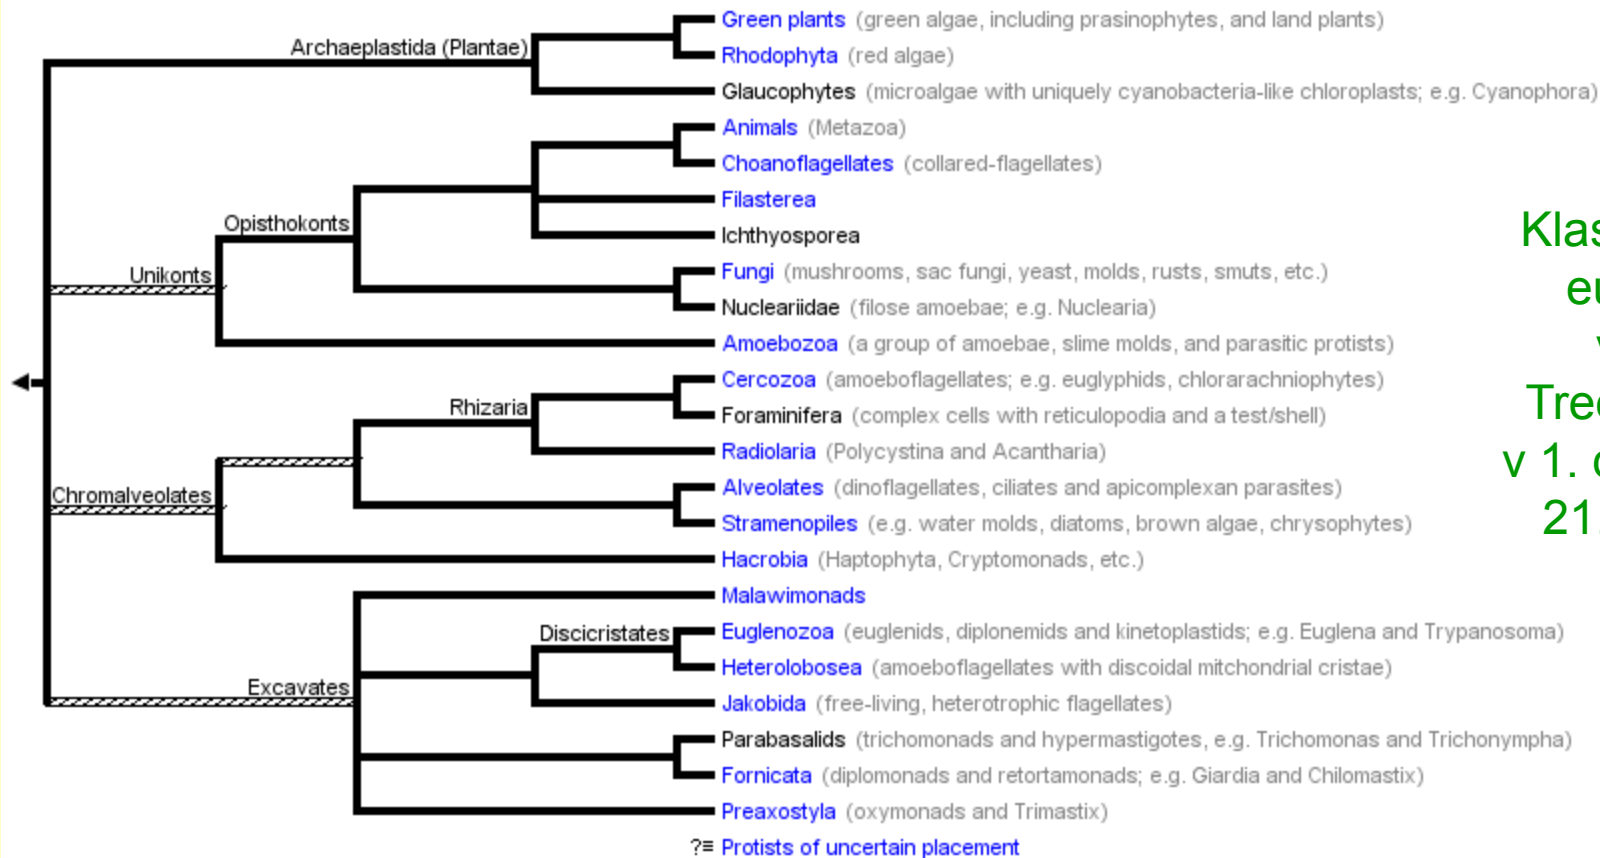 Archaeplastida (Plantae)
Green plants (green algae, including prasinophytes, and land plants)
Rhodophyta (red algae)
Glaucophytes (microalgae with uniquely cyanobacteria-like chloroplasts; e.g. Cyanophora)
Unikonts
Opisthokonts
Animals (Metazoa)
Choanoflagellates (collared-flagellates)
Filasterea
Ichthyosporea
Fungi (mushrooms, sac fungi, yeast, molds, rusts, smuts, etc.)
Nucleariidae (filose amoebae; e.g. Nuclearia)
Amoebozoa (a group of amoebae, slime molds, and parasitic protists)
Chromalveolates
Rhizaria
Cercozoa (amoeboflagellates; e.g. euglyphids, chlorarachniophytes)
Foraminifera (complex cells with reticulopodia and a test/shell)
Radiolaria (Polycystina and Acantharia)
Alveolates (dinoflagellates, ciliates and apicomplexan parasites)
Stramenopiles (e.g. water molds, diatoms, brown algae, chrysophytes)
Hacrobia (Haptophyta, Cryptomonads, etc.)
Excavates
Malawimonads
Discicristates
Euglenozoa (euglenids, diplonemids and kinetoplastids; e.g. Euglena and Trypanosoma)
Heterolobosea (amoeboflagellates with discoidal mitchondrial cristae)
Jakobida (free-living, heterotrophic flagellates)
Parabasalids (trichomonads and hypermastigotes, e.g. Trichomonas and Trichonympha)
Fornicata (diplomonads and retortamonads; e.g. Giardia and Chilomastix)
Preaxostyla (oxymonads and Trimastix)
?≡ Protists of uncertain placement
v 1.
21.